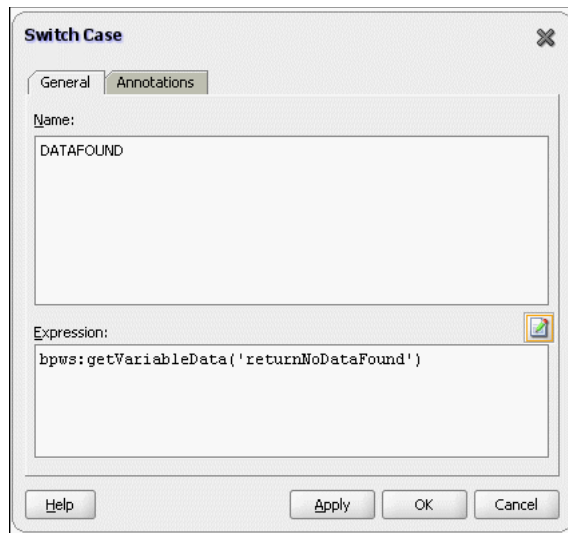 Switch Case
General Annotations
Name:
DATAFOUND
Expression:
bpws:getVariableData('returnNoDataFound')
Help Apply OK Cancel